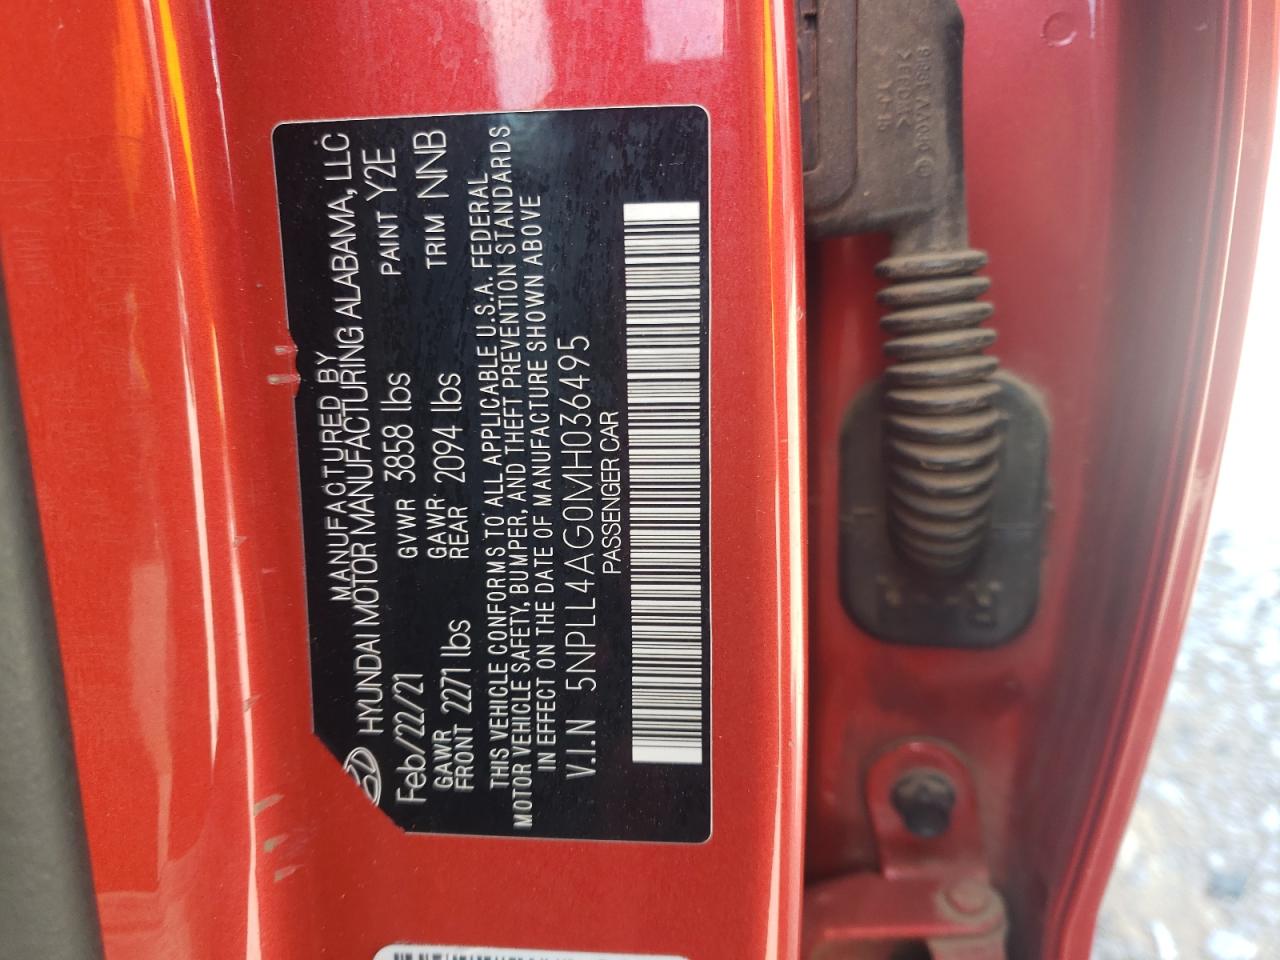 MANUFACTURED BY
HYUNDAI MOTOR MANUFACTURING ALABAMA, LLC
Feb/22/21 GVWR 3858 lbs PAINT Y2E
GAWR FRONT 2271 lbs GAWR REAR 2094 lbs TRIM NNB
THIS VEHICLE CONFORMS TO ALL APPLICABLE U.S.A. FEDERAL
MOTOR VEHICLE SAFETY, BUMPER, AND THEFT PREVENTION STANDARDS
IN EFFECT ON THE DATE OF MANUFACTURE SHOWN ABOVE
V.I.N 5NPLL4AG0MH036495
PASSENGER CAR